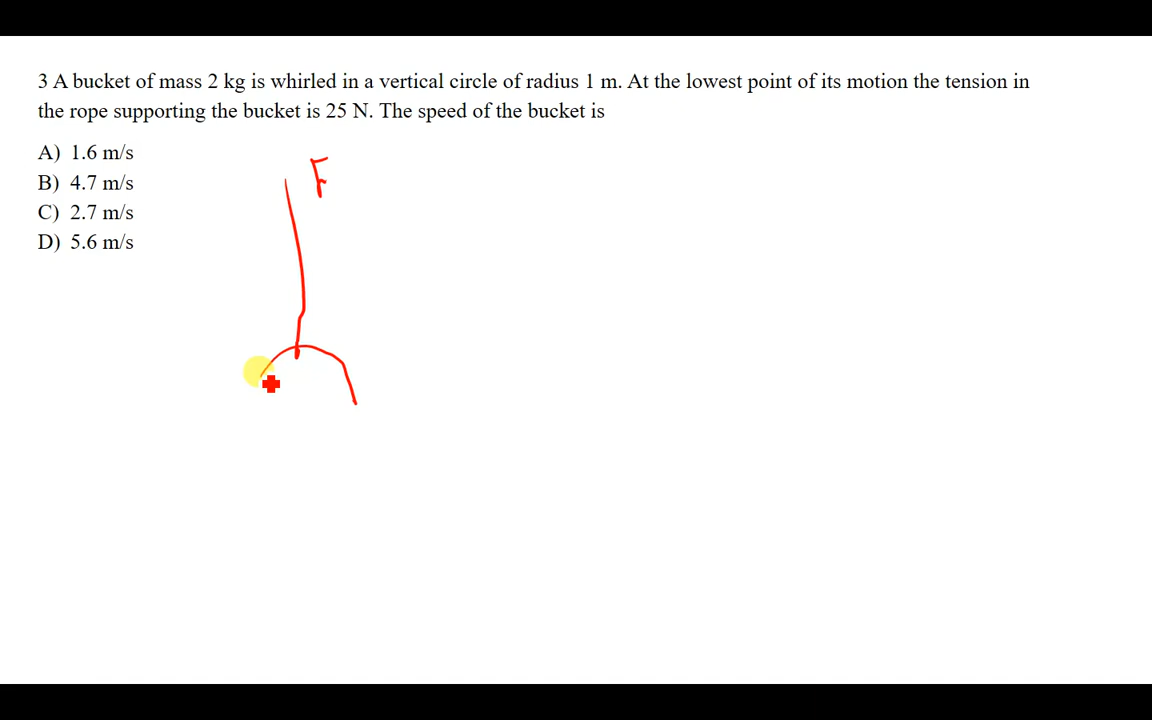 3 A bucket of mass 2 kg is whirled in a vertical circle of radius 1 m. At the lowest point of its motion the tension in
the rope supporting the bucket is 25 N. The speed of the bucket is
A) 1.6 m/s
B) 4.7 m/s
C) 2.7 m/s
D) 5.6 m/s
F